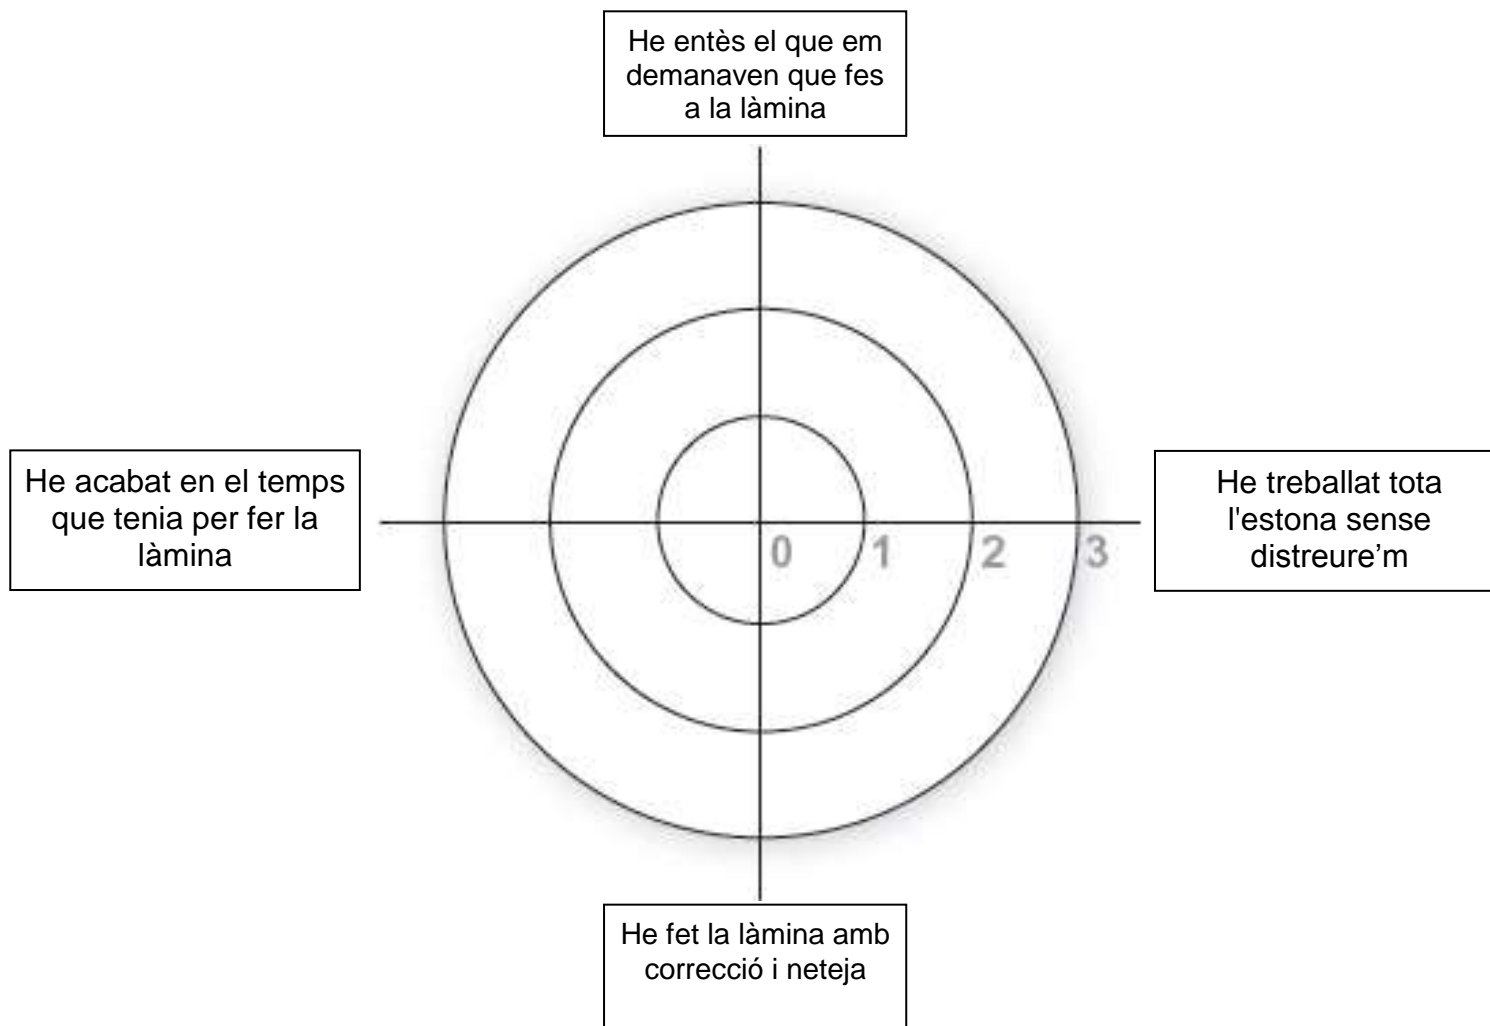 He entès el que em
demanaven que fes
a la làmina
He acabat en el temps
que tenia per fer la
làmina
0 1 2 3
He treballat tota
l'estona sense
distreure’m
He fet la làmina amb
correcció i neteja